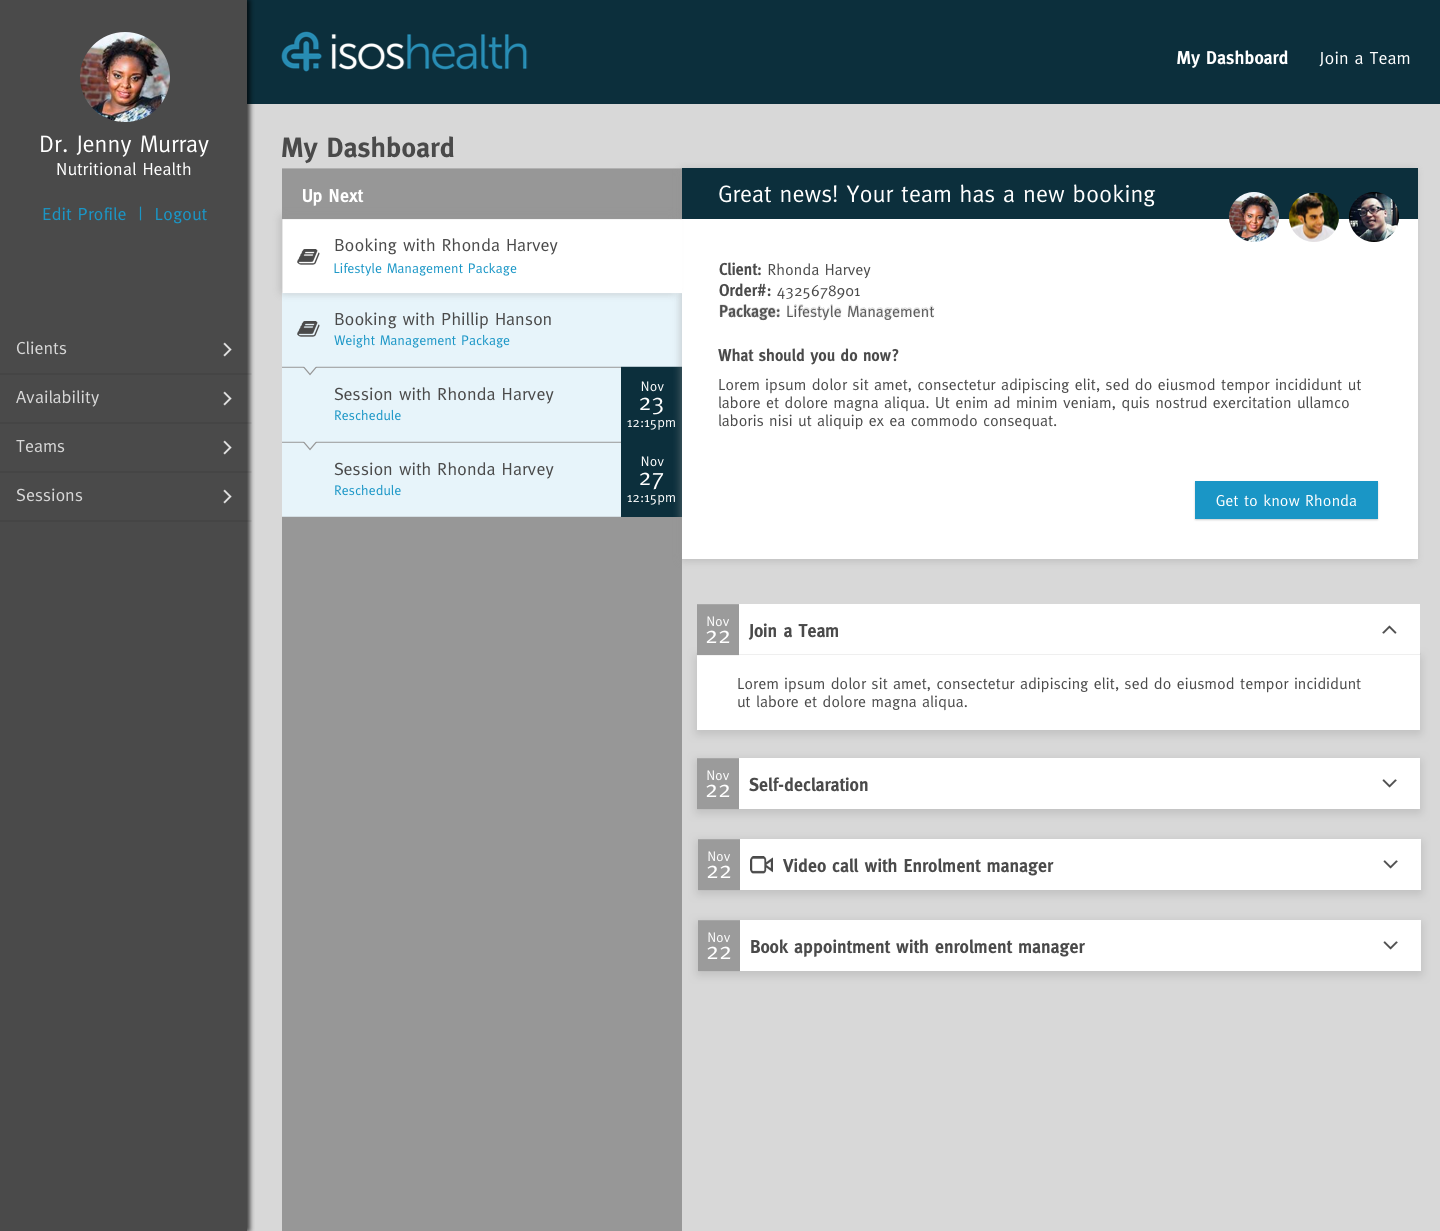 Dr. Jenny Murray
Nutritional Health
Edit Profile | Logout
Clients
Availability
Teams
Sessions
isoshealth
My Dashboard
Join a Team
My Dashboard
Up Next
Booking with Rhonda Harvey
Lifestyle Management Package
Booking with Phillip Hanson
Weight Management Package
Session with Rhonda Harvey
Reschedule
Nov
23
12:15pm
Session with Rhonda Harvey
Reschedule
Nov
27
12:15pm
Great news! Your team has a new booking
Client: Rhonda Harvey
Order#: 4325678901
Package: Lifestyle Management
What should you do now?
Lorem ipsum dolor sit amet, consectetur adipiscing elit, sed do eiusmod tempor incididunt ut
labore et dolore magna aliqua. Ut enim ad minim veniam, quis nostrud exercitation ullamco
laboris nisi ut aliquip ex ea commodo consequat.
Get to know Rhonda
Nov
22
Join a Team
Lorem ipsum dolor sit amet, consectetur adipiscing elit, sed do eiusmod tempor incididunt
ut labore et dolore magna aliqua.
Nov
22
Self-declaration
Nov
22
Video call with Enrolment manager
Nov
22
Book appointment with enrolment manager